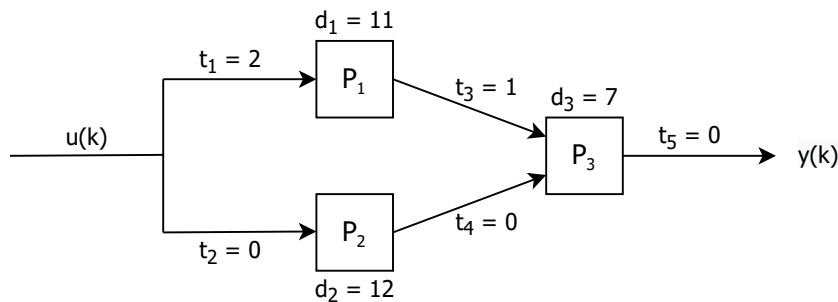 d₁ = 11
t₁ = 2
P₁
t₃ = 1
d₃ = 7
u(k)
P₃
t₅ = 0
y(k)
t₂ = 0
P₂
t₄ = 0
d₂ = 12